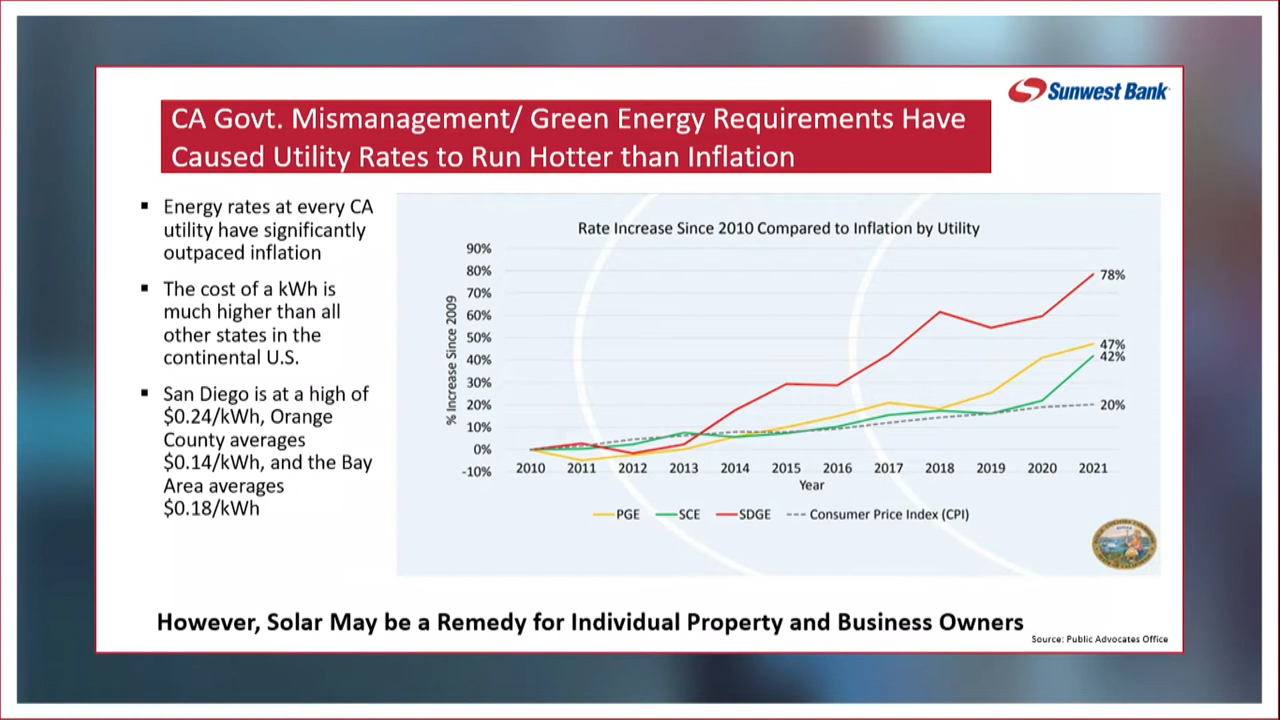 Sunwest Bank
CA Govt. Mismanagement/ Green Energy Requirements Have
Caused Utility Rates to Run Hotter than Inflation
▪ Energy rates at every CA
utility have significantly
outpaced inflation
▪ The cost of a kWh is
much higher than all
other states in the
continental U.S.
▪ San Diego is at a high of
$0.24/kWh, Orange
County averages
$0.14/kWh, and the Bay
Area averages
$0.18/kWh
Rate Increase Since 2010 Compared to Inflation by Utility
% Increase Since 2009
90%
80%
70%
60%
50%
40%
30%
20%
10%
0%
-10%
78%
47%
42%
20%
2010 2011 2012 2013 2014 2015 2016 2017 2018 2019 2020 2021
Year
PGE SCE SDGE Consumer Price Index (CPI)
However, Solar May be a Remedy for Individual Property and Business Owners
Source: Public Advocates Office